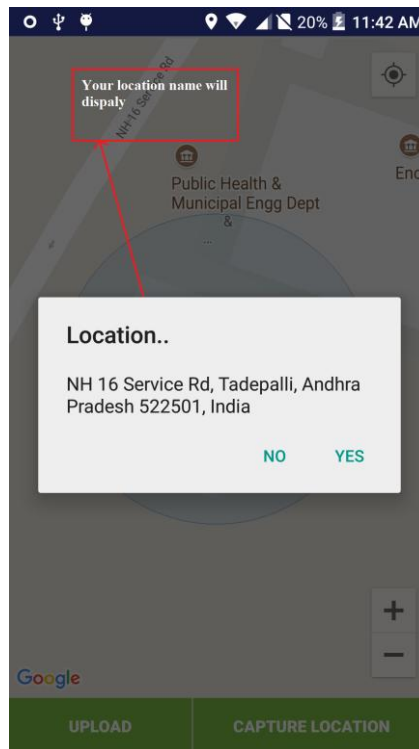 20% 11:42 AM
Your location name will
dispaly
NH-16 Service Rd
Public Health &
Municipal Engg Dept
&
...
Location..
NH 16 Service Rd, Tadepalli, Andhra
Pradesh 522501, India
NO YES
+
−
Google
UPLOAD CAPTURE LOCATION